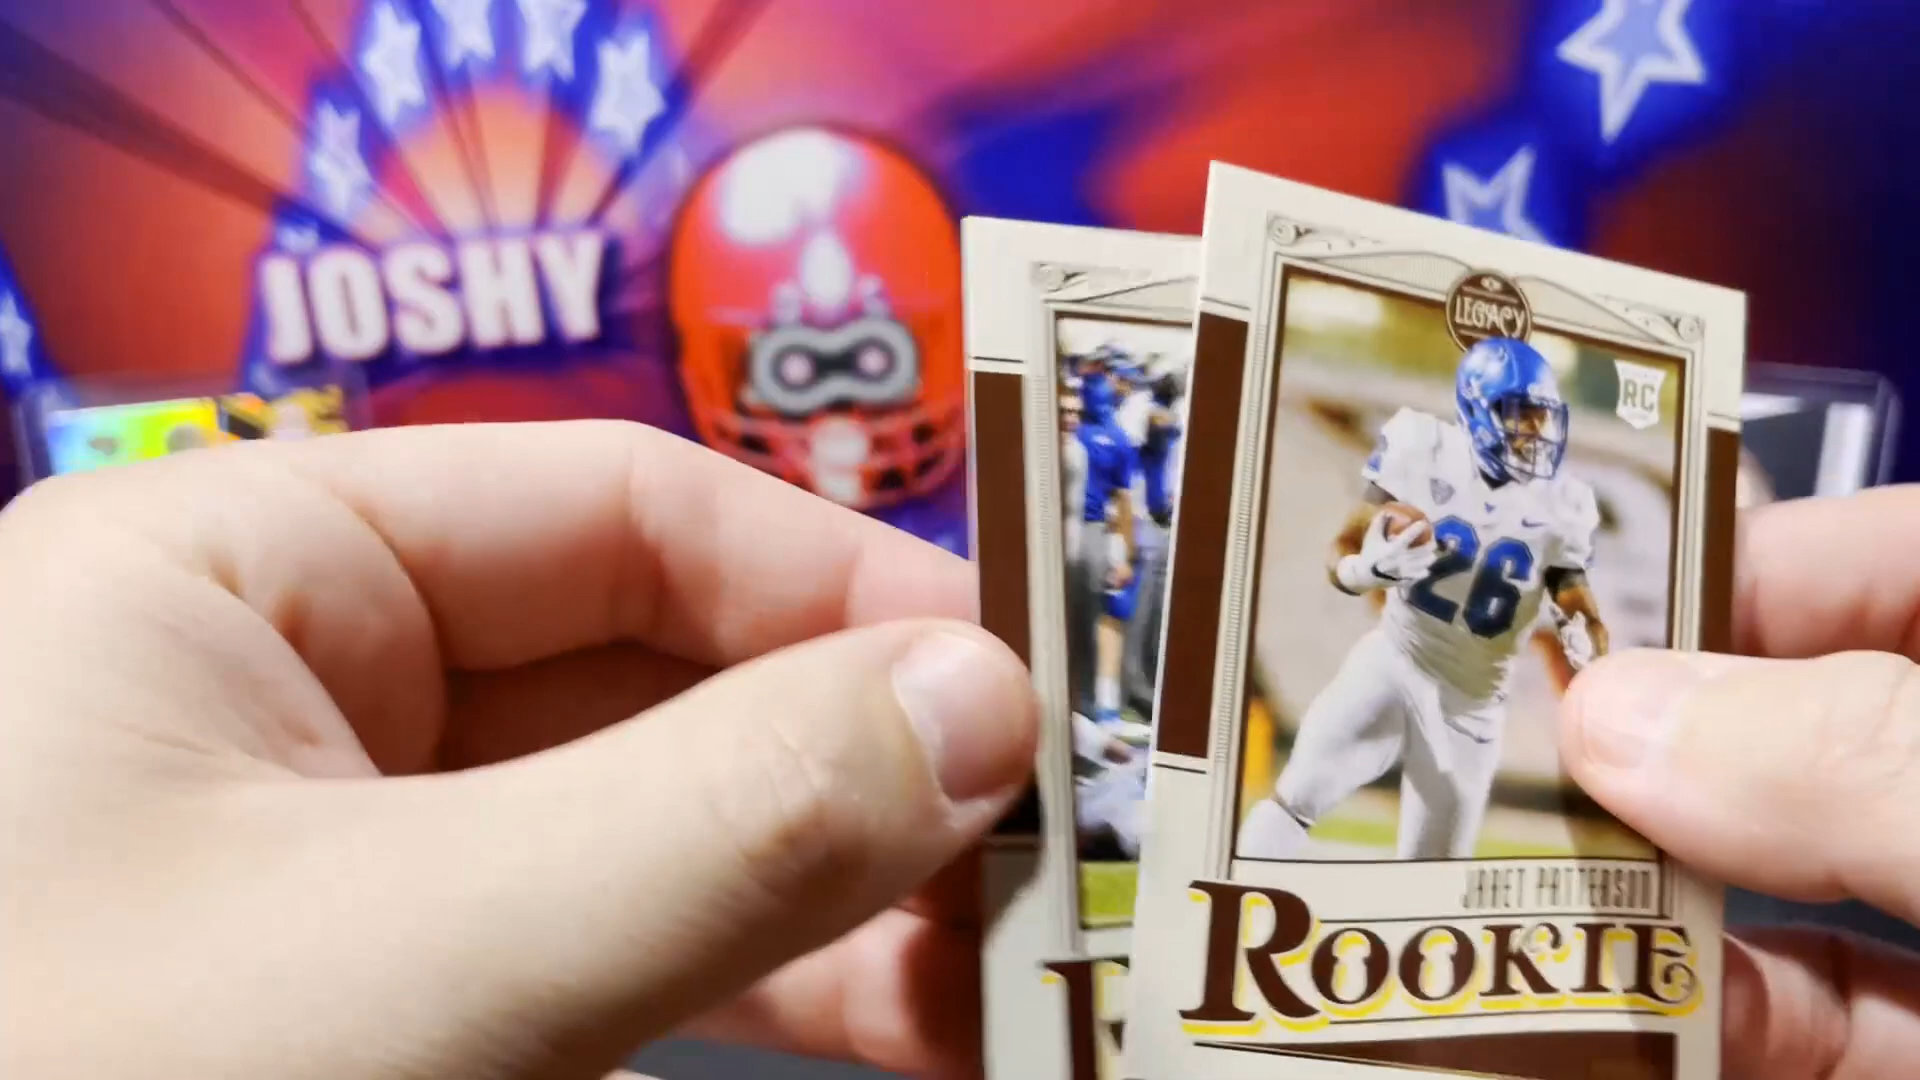 JOSHY
LEGACY
RC
26
JARET PATTERSON
ROOKIE